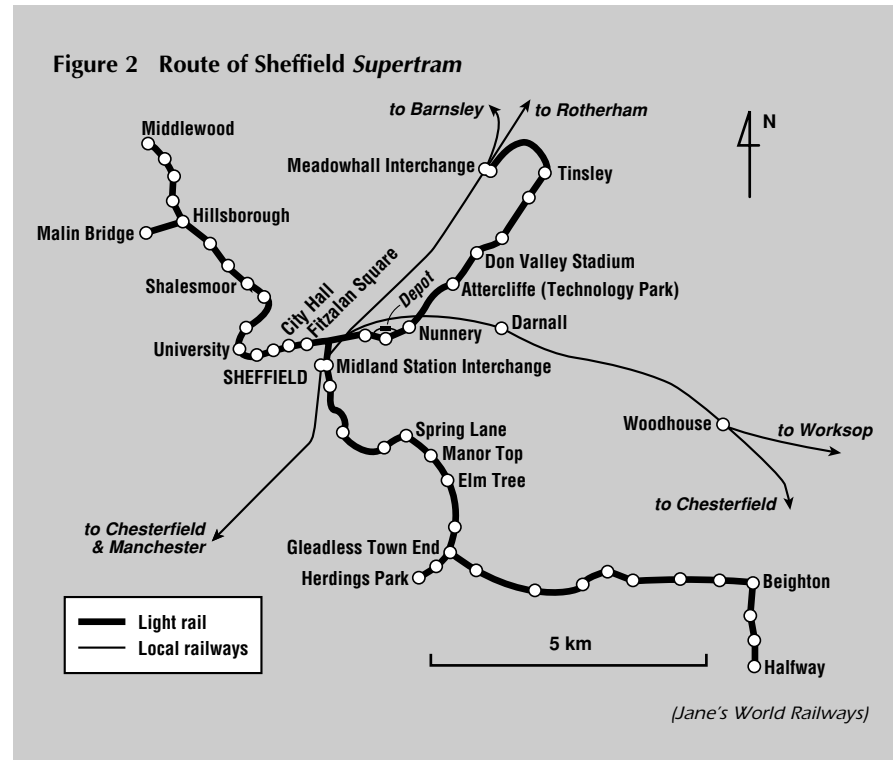 Figure 2 Route of Sheffield Supertram
to Barnsley
to Rotherham
N
Middlewood
Meadowhall Interchange
Tinsley
Hillsborough
Malin Bridge
Don Valley Stadium
Shalesmoor
City Hall
Fitzalan Square
Depot
Attercliffe (Technology Park)
Nunnery
Darnall
University
SHEFFIELD
Midland Station Interchange
Woodhouse
to Worksop
Spring Lane
Manor Top
Elm Tree
to Chesterfield
to Chesterfield
& Manchester
Gleadless Town End
Herdings Park
Beighton
Light rail
Local railways
5 km
Halfway
(Jane's World Railways)